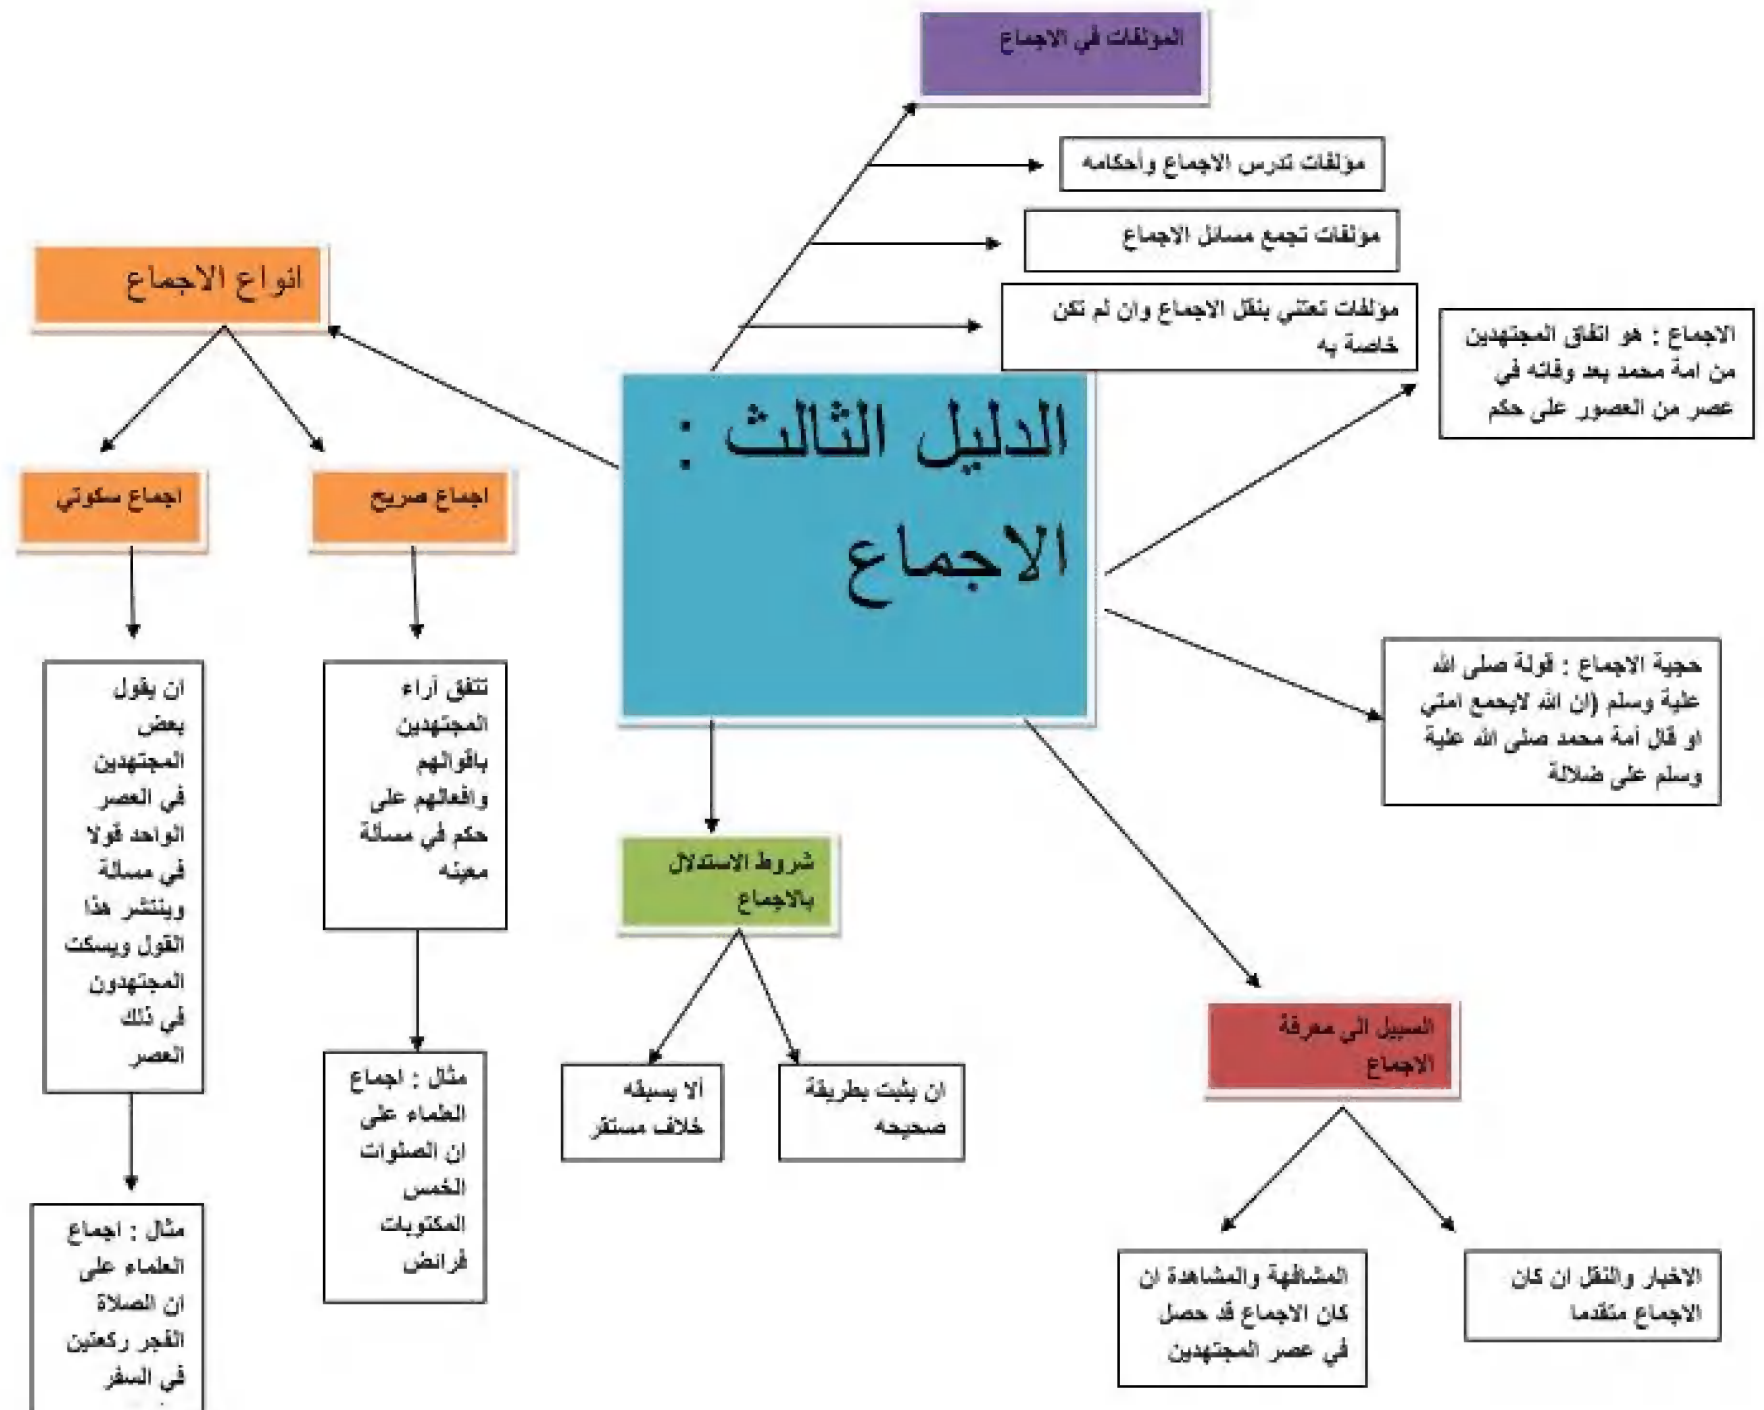 المؤلفات في الاجماع
مؤلفات تدرس الاجماع وأحكامه
مؤلفات تجمع مسائل الاجماع
مؤلفات تعتني بنقل الاجماع وان لم تكن
خاصة به
الدليل الثالث :
الاجماع
الاجماع : هو اتفاق المجتهدين
من امة محمد بعد وفاته في
عصر من العصور على حكم
حجية الاجماع : قولة صلى الله
علية وسلم (ان الله لايجمع امتي
او قال أمة محمد صلى الله علية
وسلم على ضلالة
السبيل الى معرفة
الاجماع
الاخبار والنقل ان كان
الاجماع متقدما
المشافهة والمشاهدة ان
كان الاجماع قد حصل
في عصر المجتهدين
شروط الاستدلال
بالاجماع
ان يثبت بطريقة
صحيحه
ألا يسبقه
خلاف مستقر
انواع الاجماع
اجماع صريح
تتفق أراء
المجتهدين
باقوالهم
وافعالهم على
حكم في مسألة
معينه
مثال : اجماع
العلماء على
ان الصلوات
الخمس
المكتوبات
فرائض
اجماع سكوتي
ان يقول
بعض
المجتهدين
في العصر
الواحد قولا
في مسالة
وينتشر هذا
القول ويسكت
المجتهدون
في ذلك
العصر
مثال : اجماع
العلماء على
ان الصلاة
الفجر ركعتين
في السفر